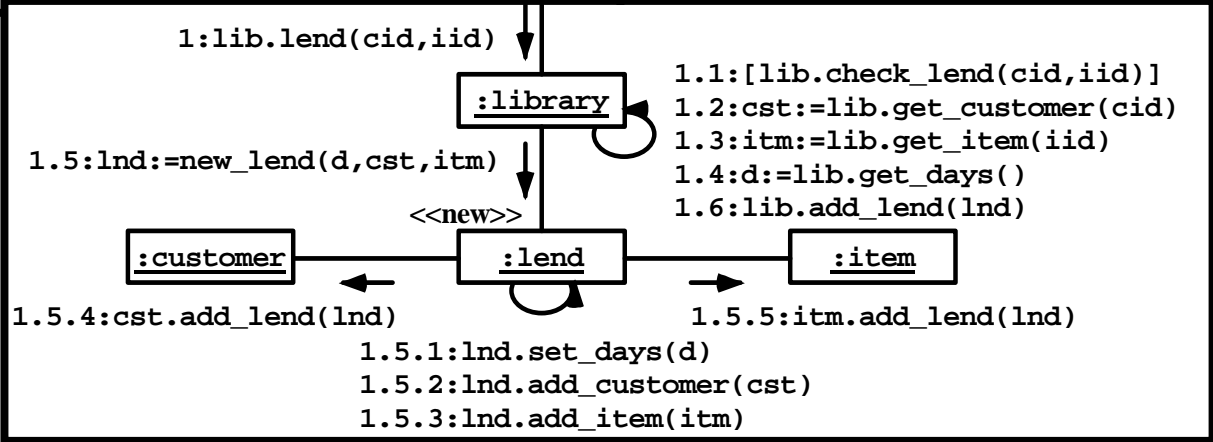 1:lib.lend(cid,iid)
:library
1.1:[lib.check_lend(cid,iid)]
1.2:cst:=lib.get_customer(cid)
1.3:itm:=lib.get_item(iid)
1.4:d:=lib.get_days()
1.6:lib.add_lend(lnd)
1.5:lnd:=new_lend(d,cst,itm)
<<new>>
:customer
:lend
:item
1.5.4:cst.add_lend(lnd)
1.5.5:itm.add_lend(lnd)
1.5.1:lnd.set_days(d)
1.5.2:lnd.add_customer(cst)
1.5.3:lnd.add_item(itm)